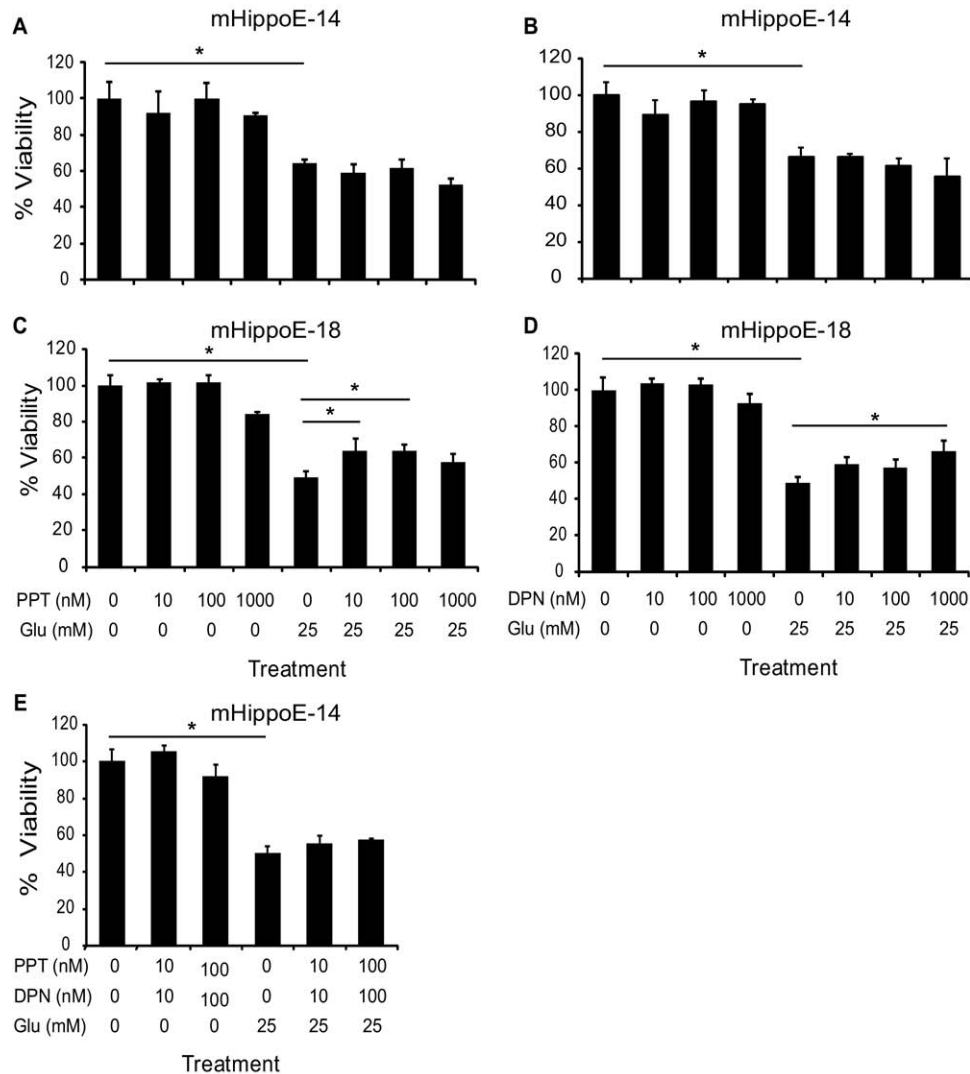 A mHippoE-14
*
120
100
80
60
40
20
0
% Viability
B mHippoE-14
*
120
100
80
60
40
20
0
C mHippoE-18
*
*
*
120
100
80
60
40
20
0
% Viability
PPT (nM) 0 10 100 1000 0 10 100 1000
Glu (mM) 0 0 0 0 25 25 25 25
Treatment
D mHippoE-18
*
*
120
100
80
60
40
20
0
DPN (nM) 0 10 100 1000 0 10 100 1000
Glu (mM) 0 0 0 0 25 25 25 25
Treatment
E mHippoE-14
*
120
100
80
60
40
20
0
% Viability
PPT (nM) 0 10 100 0 10 100
DPN (nM) 0 10 100 0 10 100
Glu (mM) 0 0 0 25 25 25
Treatment